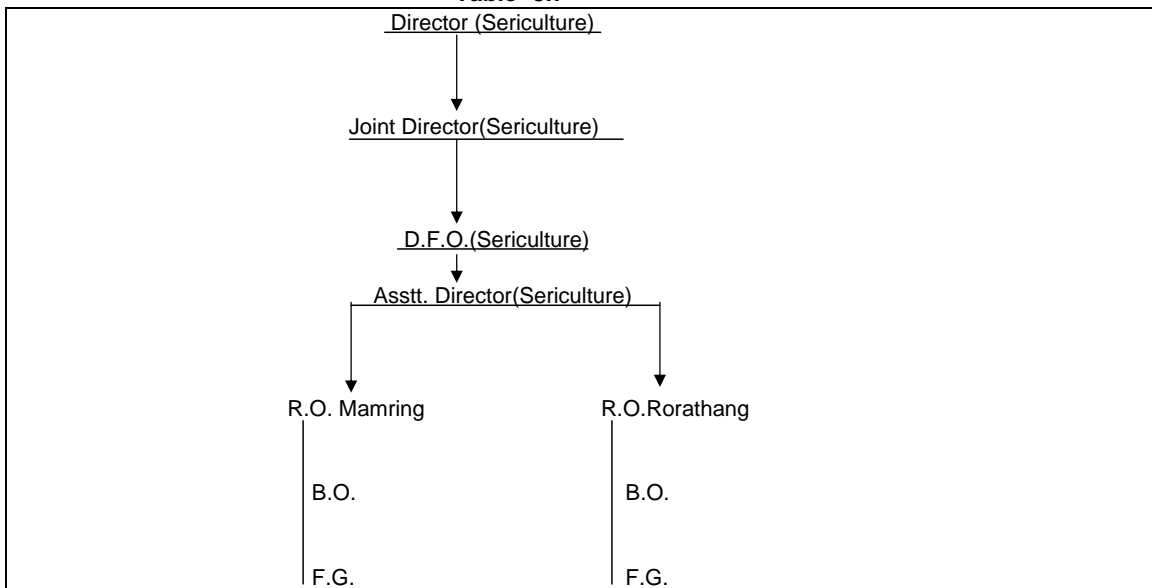 Director (Sericulture)
Joint Director(Sericulture)
D.F.O.(Sericulture)
Asstt. Director(Sericulture)
R.O. Mamring R.O.Rorathang
B.O. B.O.
F.G. F.G.